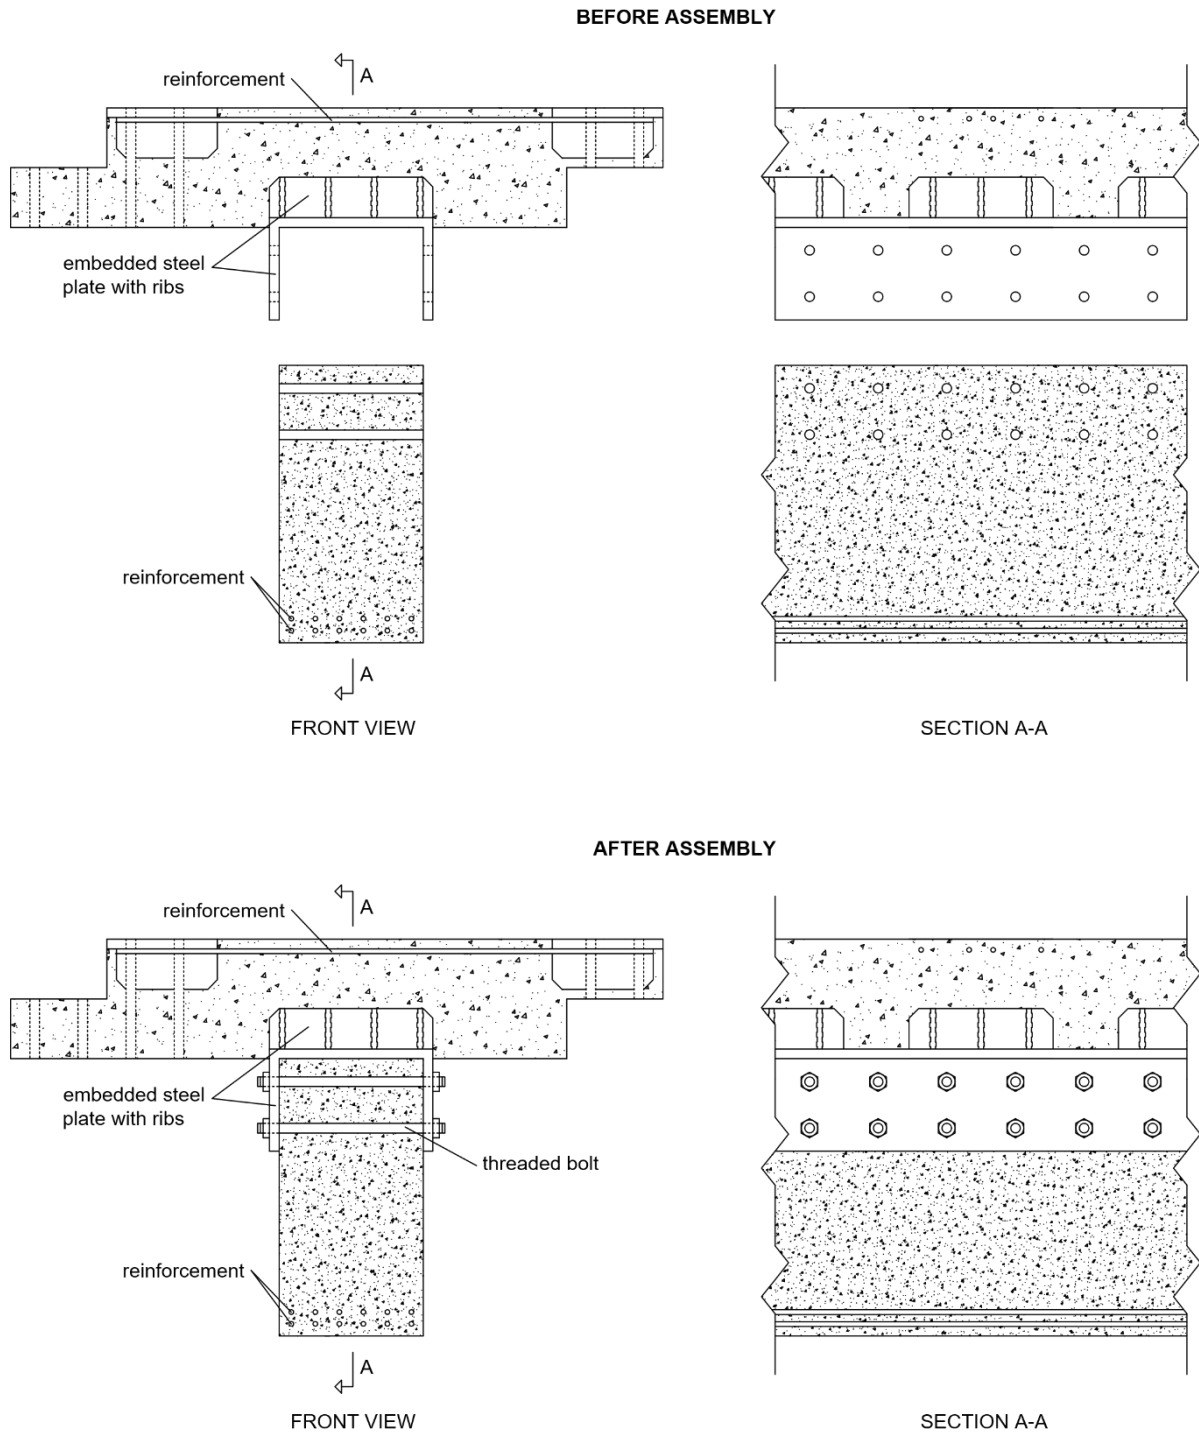 BEFORE ASSEMBLY
A
reinforcement
embedded steel
plate with ribs
reinforcement
A
FRONT VIEW
SECTION A-A
AFTER ASSEMBLY
A
reinforcement
embedded steel
plate with ribs
threaded bolt
reinforcement
A
FRONT VIEW
SECTION A-A